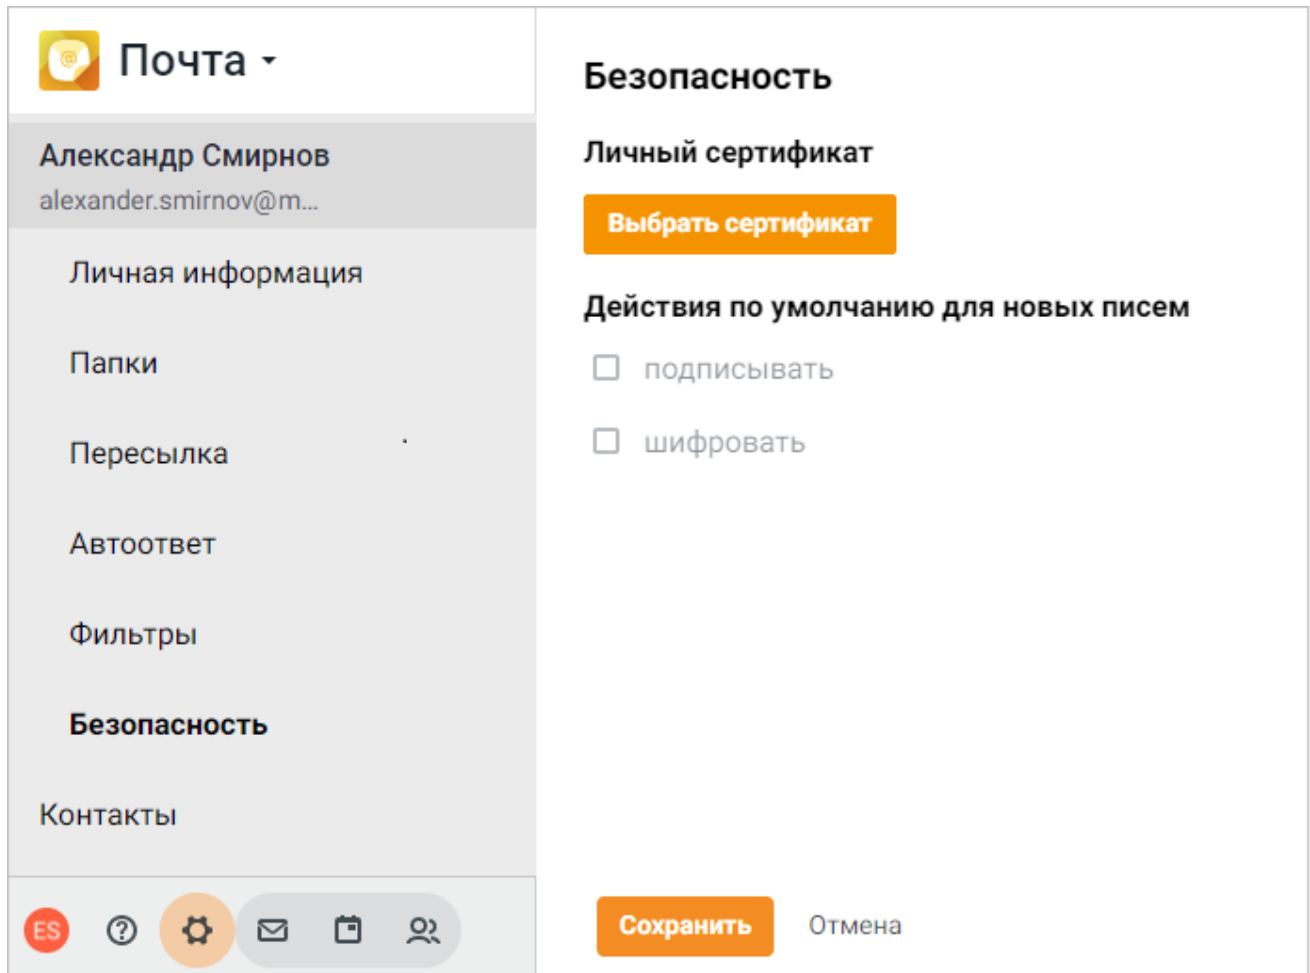 Почта
Александр Смирнов
alexander.smirnov@m...
Личная информация
Папки
Пересылка
Автоответ
Фильтры
Безопасность
Контакты
ES
Безопасность
Личный сертификат
Выбрать сертификат
Действия по умолчанию для новых писем
подписывать
шифровать
Сохранить Отмена